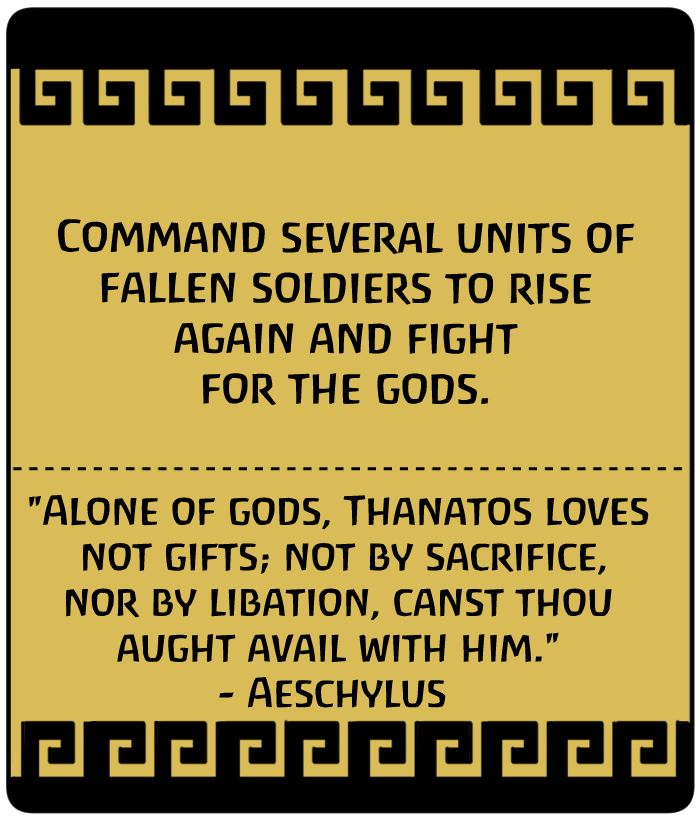 Command several units of
fallen soldiers to rise
again and fight
for the gods.
"Alone of gods, Thanatos loves
not gifts; not by sacrifice,
nor by libation, canst thou
aught avail with him."
- Aeschylus